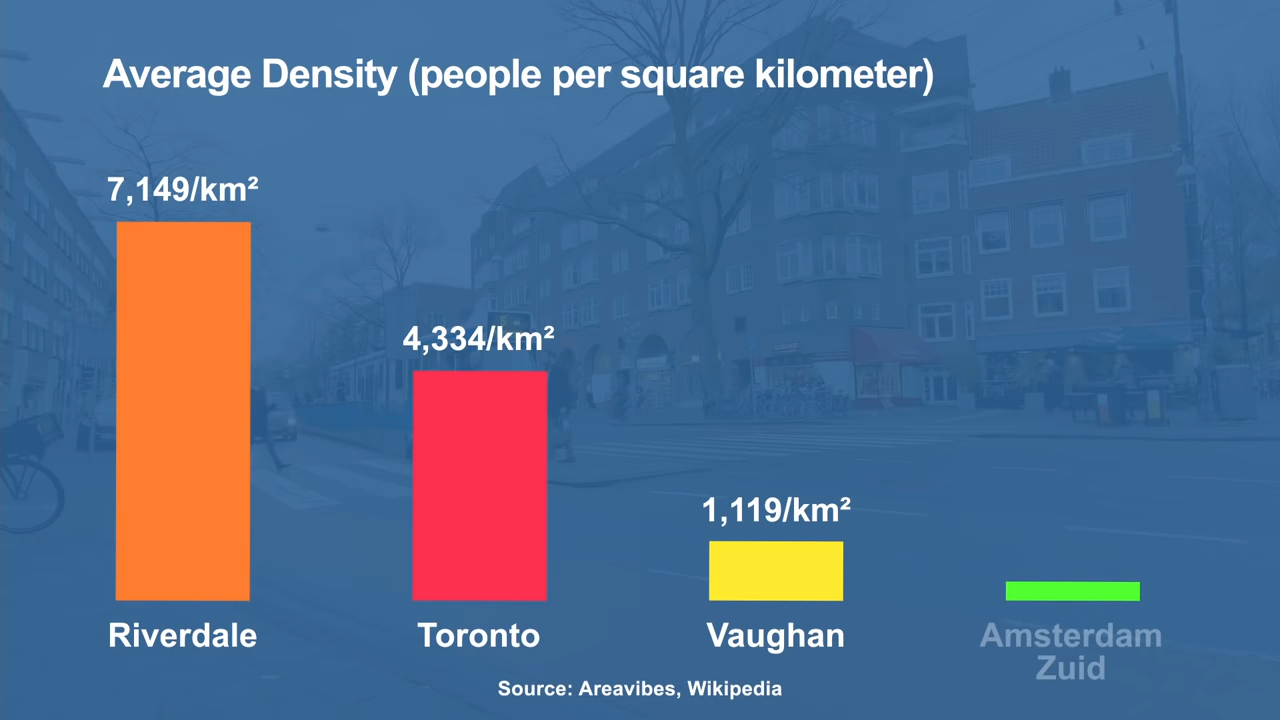 Average Density (people per square kilometer)
7,149/km²
4,334/km²
1,119/km²
Riverdale
Toronto
Vaughan
Amsterdam
Zuid
Source: Areavibes, Wikipedia